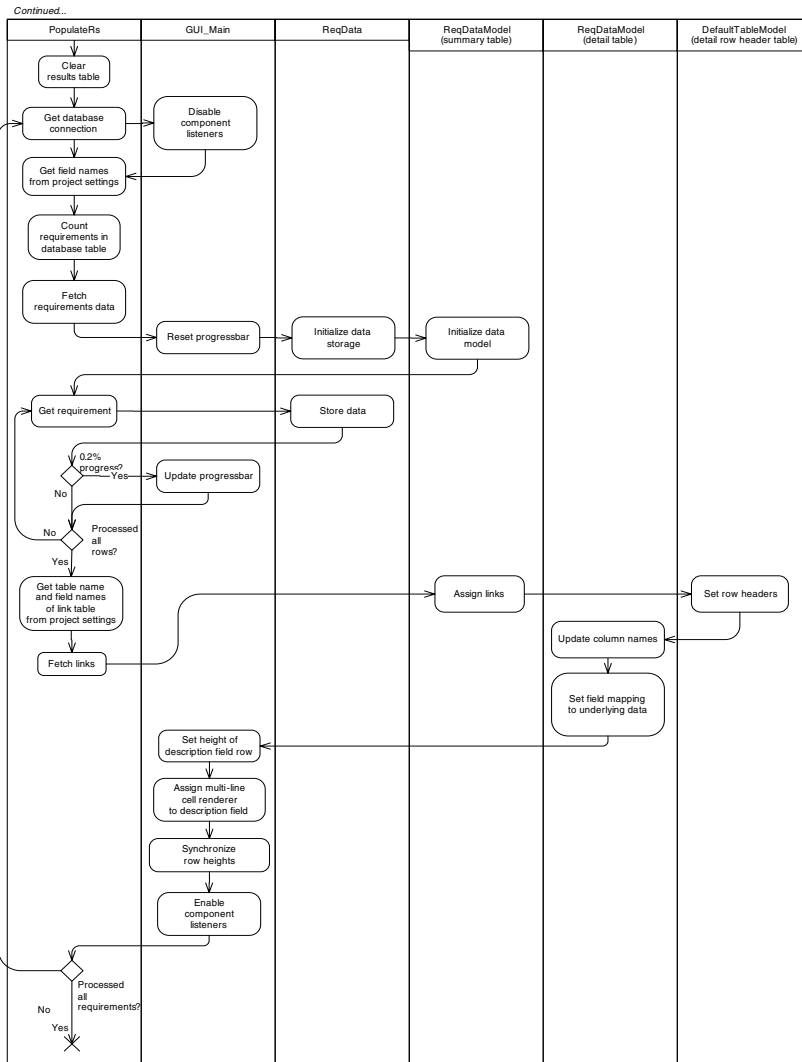 Continued...
PopulateRs
GUI_Main
ReqData
ReqDataModel
(summary table)
ReqDataModel
(detail table)
DefaultTableModel
(detail row header table)
Clear
results table
Get database
connection
Disable
component
listeners
Get field names
from project settings
Count
requirements in
database table
Fetch
requirements data
Reset progressbar
Initialize data
storage
Initialize data
model
Get requirement
Store data
0.2%
progress?
Yes
Update progressbar
No
No
Processed
all
rows?
Yes
Get table name
and field names
of link table
from project settings
Assign links
Set row headers
Update column names
Fetch links
Set field mapping
to underlying data
Set height of
description field row
Assign multi-line
cell renderer
to description field
Synchronize
row heights
Enable
component
listeners
Processed
all
requirements?
No
Yes